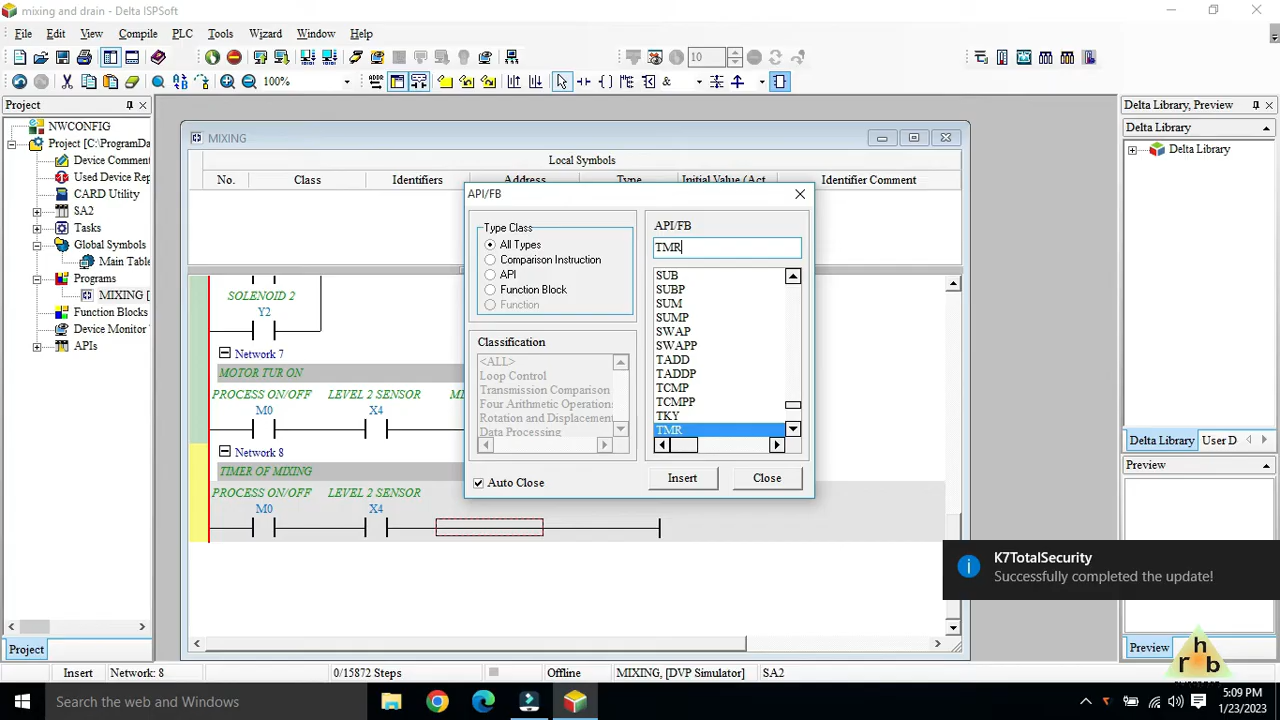 mixing and drain - Delta ISPSoft
File Edit View Compile PLC Tools Wizard Window Help
10
100%
&
Project
NWCONFIG
Project [C:\ProgramDa
Device Comment
Used Device Rep
CARD Utility
SA2
Tasks
Global Symbols
Main Table
Programs
MIXING [
Function Blocks
Device Monitor
APIs
Project
MIXING
Local Symbols
No. Class Identifiers Address Type Initial Value (Act Identifier Comment
SOLENOID 2
Y2
Network 7
MOTOR TUR ON
PROCESS ON/OFF LEVEL 2 SENSOR
M0 X4
Network 8
TIMER OF MIXING
PROCESS ON/OFF LEVEL 2 SENSOR
M0 X4
API/FB
Type Class
All Types
Comparison Instruction
API
Function Block
Function
Classification
<ALL>
Loop Control
Transmission Comparison
Four Arithmetic Operations
Rotation and Displacement
Data Processing
Auto Close
API/FB
TMR
SUB
SUBP
SUM
SUMP
SWAP
SWAPP
TADD
TADDP
TCMP
TCMPP
TKY
TMR
Insert Close
Delta Library, Preview
Delta Library
Delta Library
Delta Library User D
Preview
Preview
K7TotalSecurity
Successfully completed the update!
h
r b
Insert Network: 8 0/15872 Steps Offline MIXING, [DVP Simulator] SA2
Search the web and Windows
5:09 PM
1/23/2023